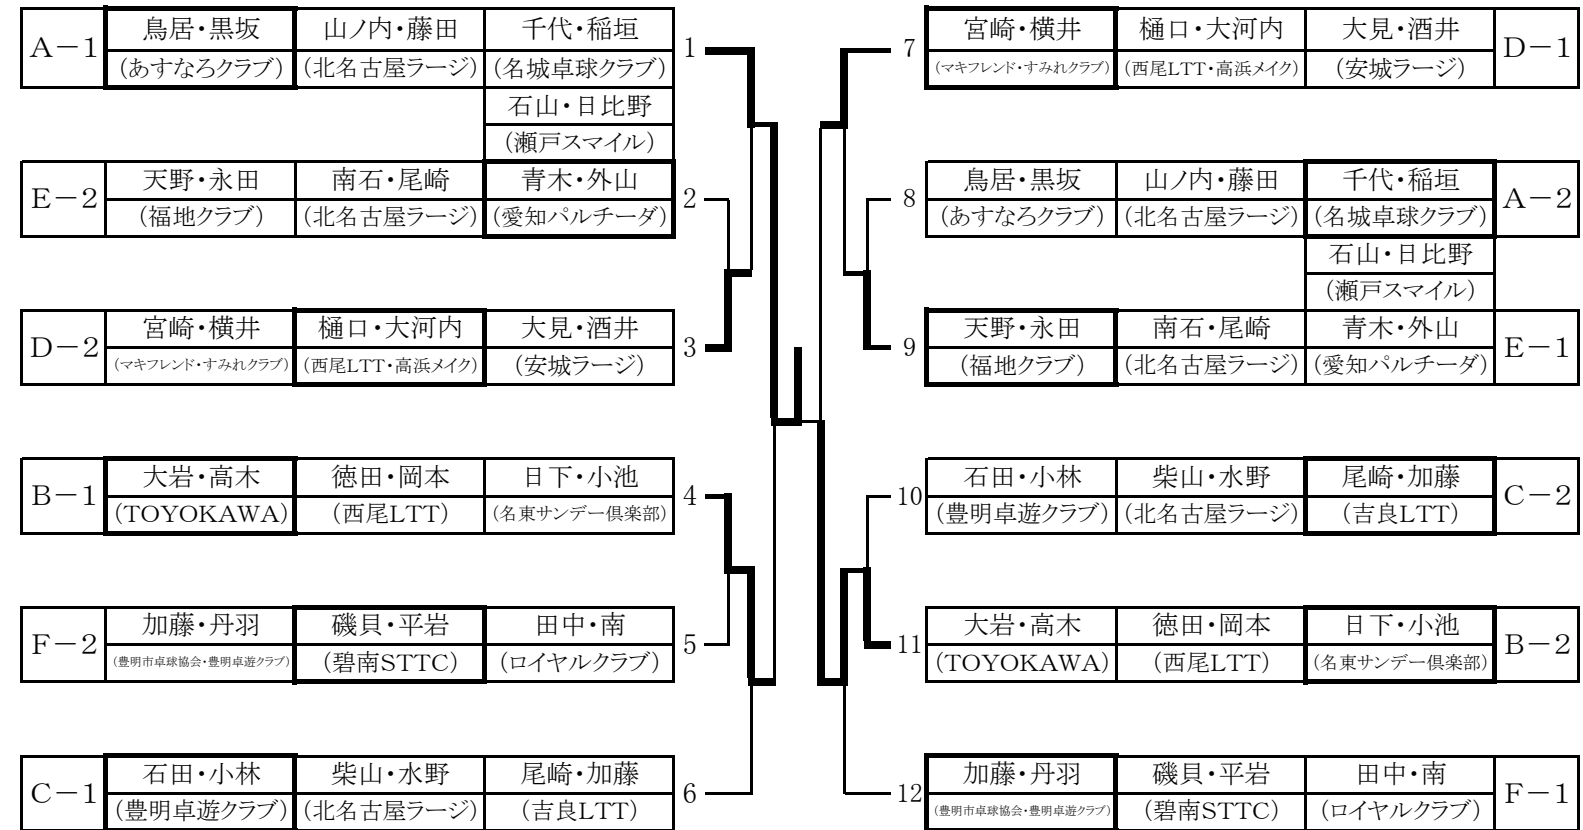 A－1 鳥居・黒坂 山ノ内・藤田 千代・稲垣 1
(あすなろクラブ) (北名古屋ラージ) (名城卓球クラブ)
石山・日比野
(瀬戸スマイル)
E－2 天野・永田 南石・尾崎 青木・外山 2
(福地クラブ) (北名古屋ラージ) (愛知パルチーダ)
D－2 宮崎・横井 樋口・大河内 大見・酒井 3
(マキフレンド・すみれクラブ) (西尾LTT・高浜メイク) (安城ラージ)
B－1 大岩・高木 徳田・岡本 日下・小池 4
(TOYOKAWA) (西尾LTT) (名東サンデー倶楽部)
F－2 加藤・丹羽 磯貝・平岩 田中・南 5
(豊明市卓球協会・豊明卓遊クラブ) (碧南STTC) (ロイヤルクラブ)
C－1 石田・小林 柴山・水野 尾崎・加藤 6
(豊明卓遊クラブ) (北名古屋ラージ) (吉良LTT)
7 宮崎・横井 樋口・大河内 大見・酒井 D－1
(マキフレンド・すみれクラブ) (西尾LTT・高浜メイク) (安城ラージ)
8 鳥居・黒坂 山ノ内・藤田 千代・稲垣 A－2
(あすなろクラブ) (北名古屋ラージ) (名城卓球クラブ)
石山・日比野
(瀬戸スマイル)
9 天野・永田 南石・尾崎 青木・外山 E－1
(福地クラブ) (北名古屋ラージ) (愛知パルチーダ)
10 石田・小林 柴山・水野 尾崎・加藤 C－2
(豊明卓遊クラブ) (北名古屋ラージ) (吉良LTT)
11 大岩・高木 徳田・岡本 日下・小池 B－2
(TOYOKAWA) (西尾LTT) (名東サンデー倶楽部)
12 加藤・丹羽 磯貝・平岩 田中・南 F－1
(豊明市卓球協会・豊明卓遊クラブ) (碧南STTC) (ロイヤルクラブ)